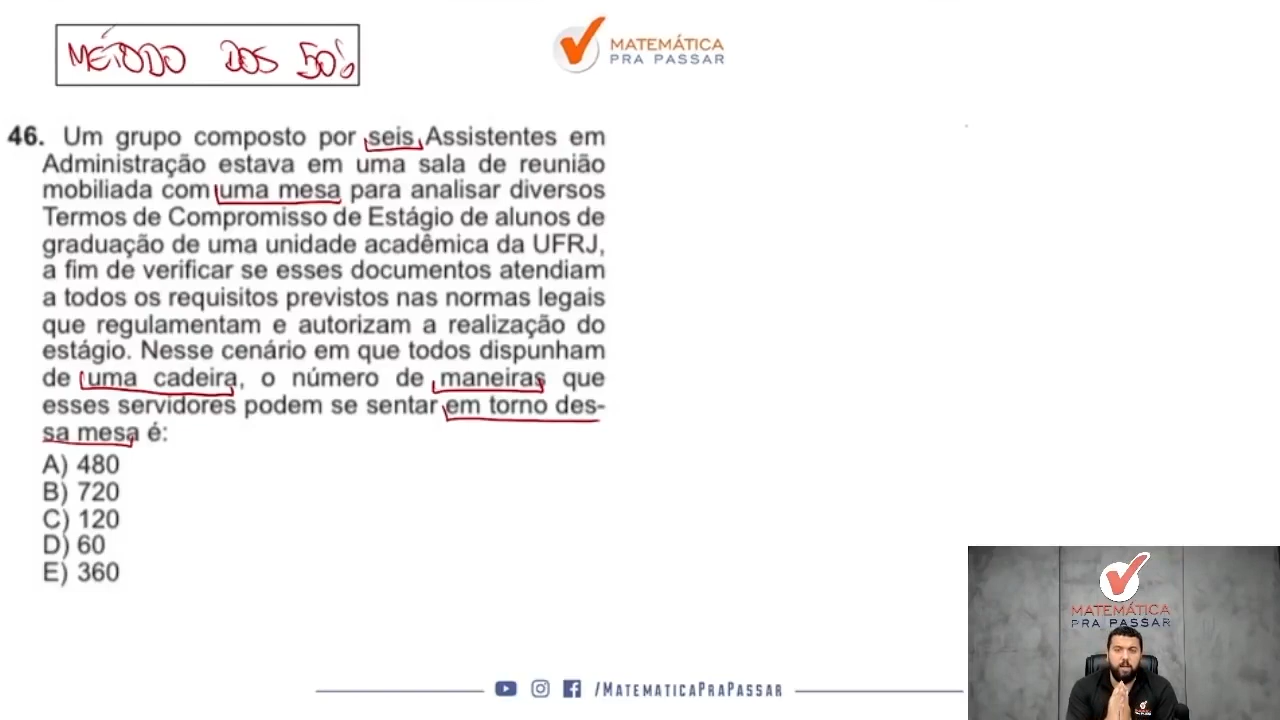 MÉTODO DOS 50's
MATEMÁTICA
PRA PASSAR
46. Um grupo composto por seis Assistentes em
Administração estava em uma sala de reunião
mobiliada com uma mesa para analisar diversos
Termos de Compromisso de Estágio de alunos de
graduação de uma unidade acadêmica da UFRJ,
a fim de verificar se esses documentos atendiam
a todos os requisitos previstos nas normas legais
que regulamentam e autorizam a realização do
estágio. Nesse cenário em que todos dispunham
de uma cadeira, o número de maneiras que
esses servidores podem se sentar em torno des-
sa mesa é:
A) 480
B) 720
C) 120
D) 60
E) 360
MATEMÁTICA
PRA PASSAR
/MATEMATICAPRAPASSAR